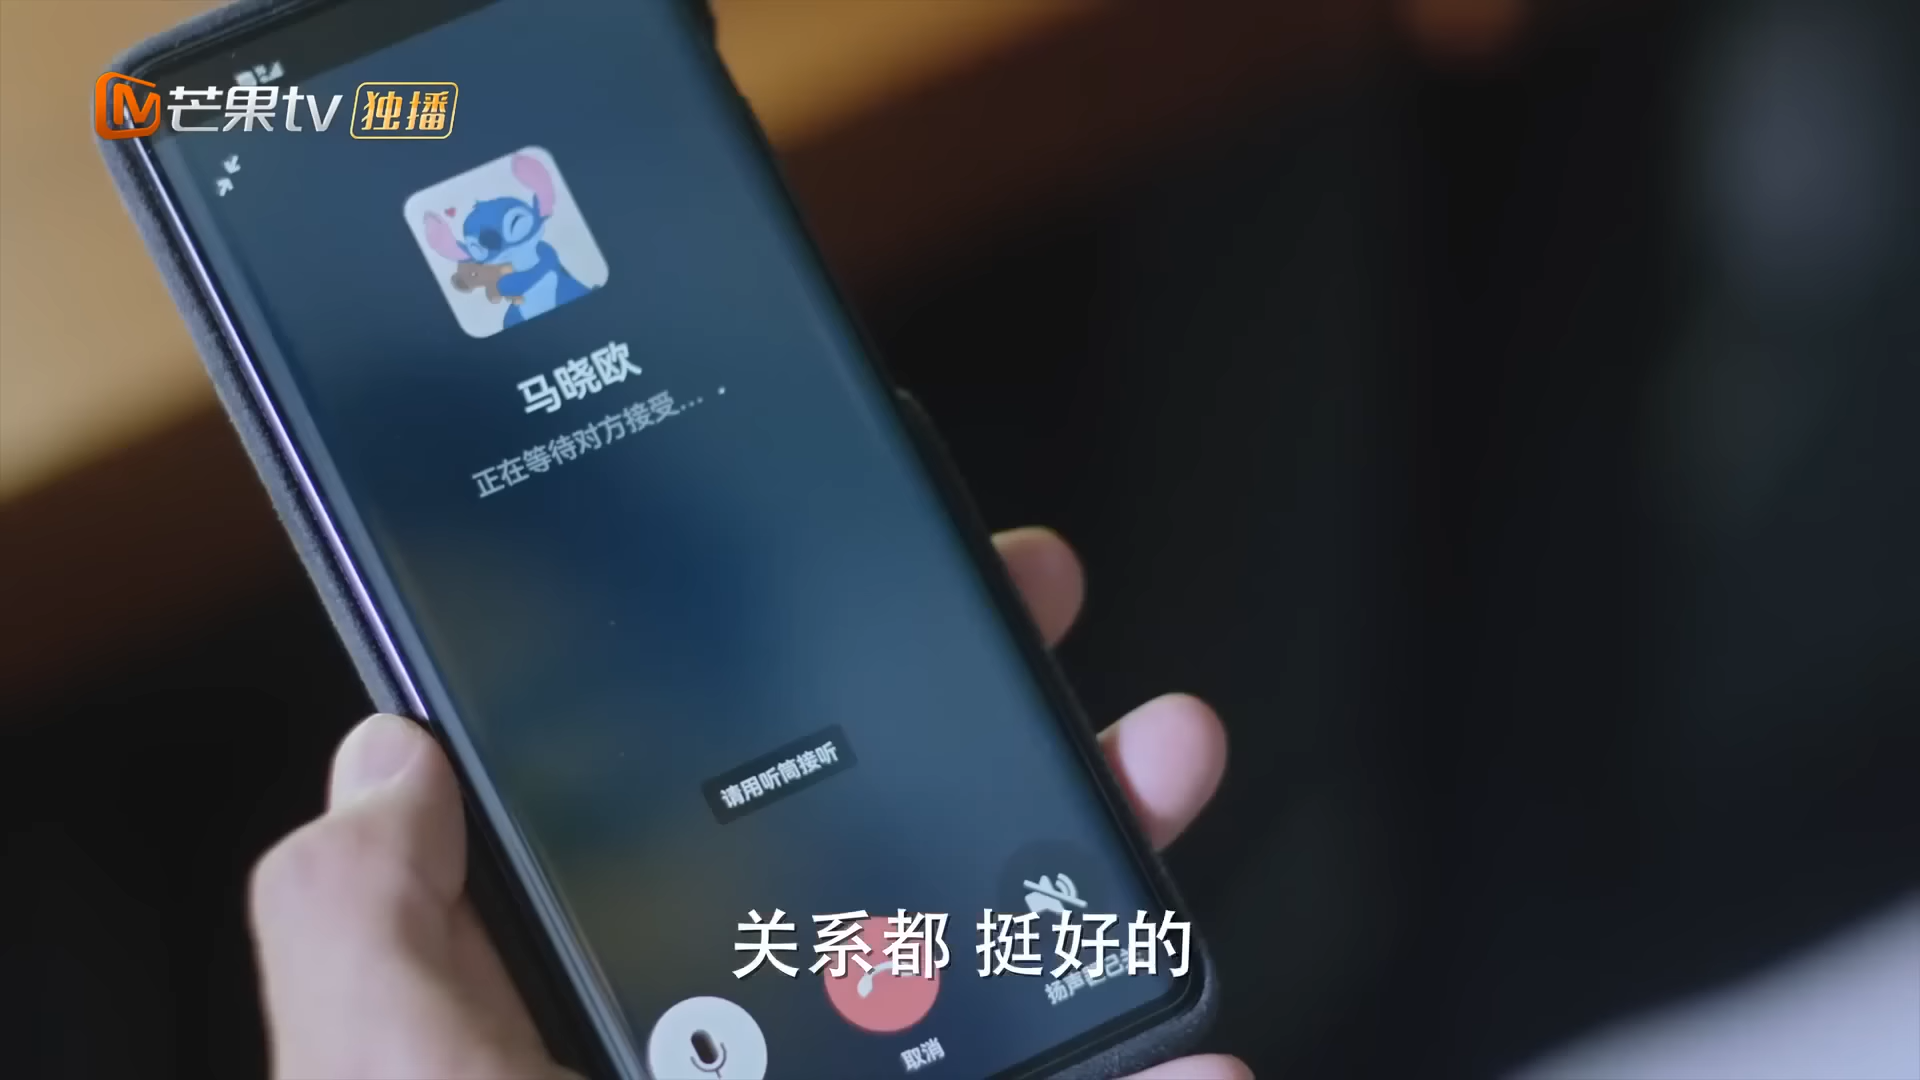 芒果tv 独播
马晓欧
正在等待对方接受...
请用听筒接听
关系都 挺好的
取消